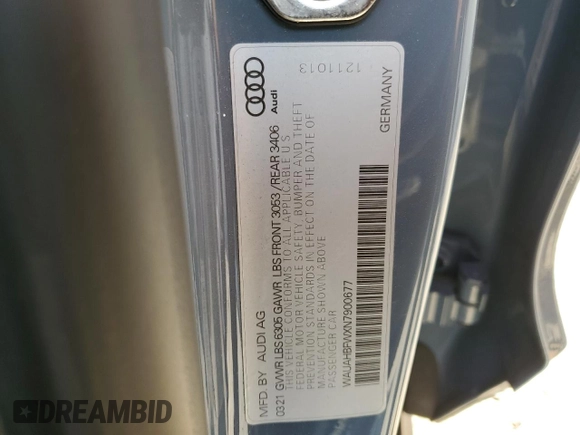 Audi
1211013
MFD. BY AUDI AG
0321 GVWR LBS 6305 GAWR LBS FRONT 3053 / REAR 3406
THIS VEHICLE CONFORMS TO ALL APPLICABLE U S
FEDERAL MOTOR VEHICLE SAFETY, BUMPER AND THEFT
PREVENTION STANDARDS IN EFFECT ON THE DATE OF
MANUFACTURE SHOWN ABOVE
PASSENGER CAR
WAUAHBFWXN7900677
GERMANY
DREAMBID